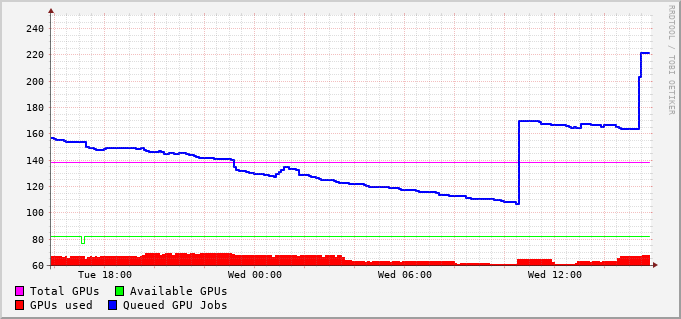 RRDTOOL / TOBI OETIKER
240
220
200
180
160
140
120
100
80
60
Tue 18:00 Wed 00:00 Wed 06:00 Wed 12:00
Total GPUs Available GPUs
GPUs used Queued GPU Jobs